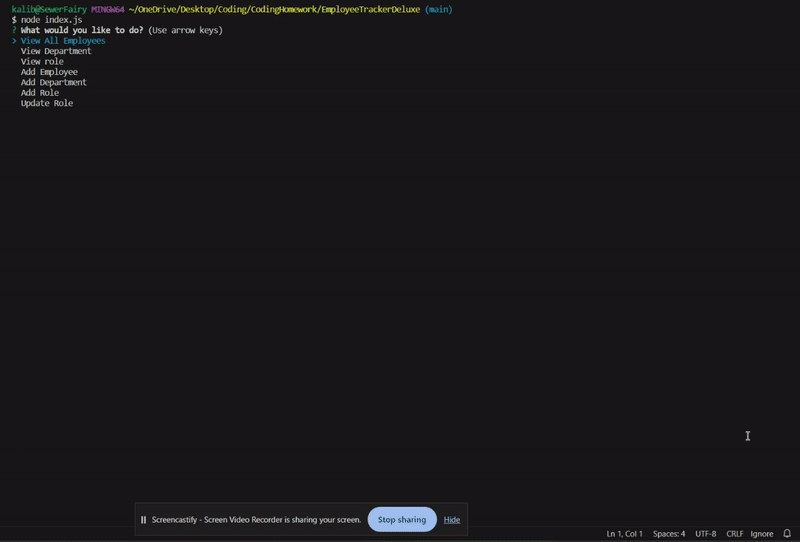 kalib@SewerFairy MINGW64 ~/OneDrive/Desktop/Coding/CodingHomework/EmployeeTrackerDeluxe (main)
$ node index.js
? What would you like to do? (Use arrow keys)
> View All Employees
View Department
View role
Add Employee
Add Department
Add Role
Update Role
Screencastify - Screen Video Recorder is sharing your screen. Stop sharing Hide
Ln 1, Col 1 Spaces: 4 UTF-8 CRLF Ignore